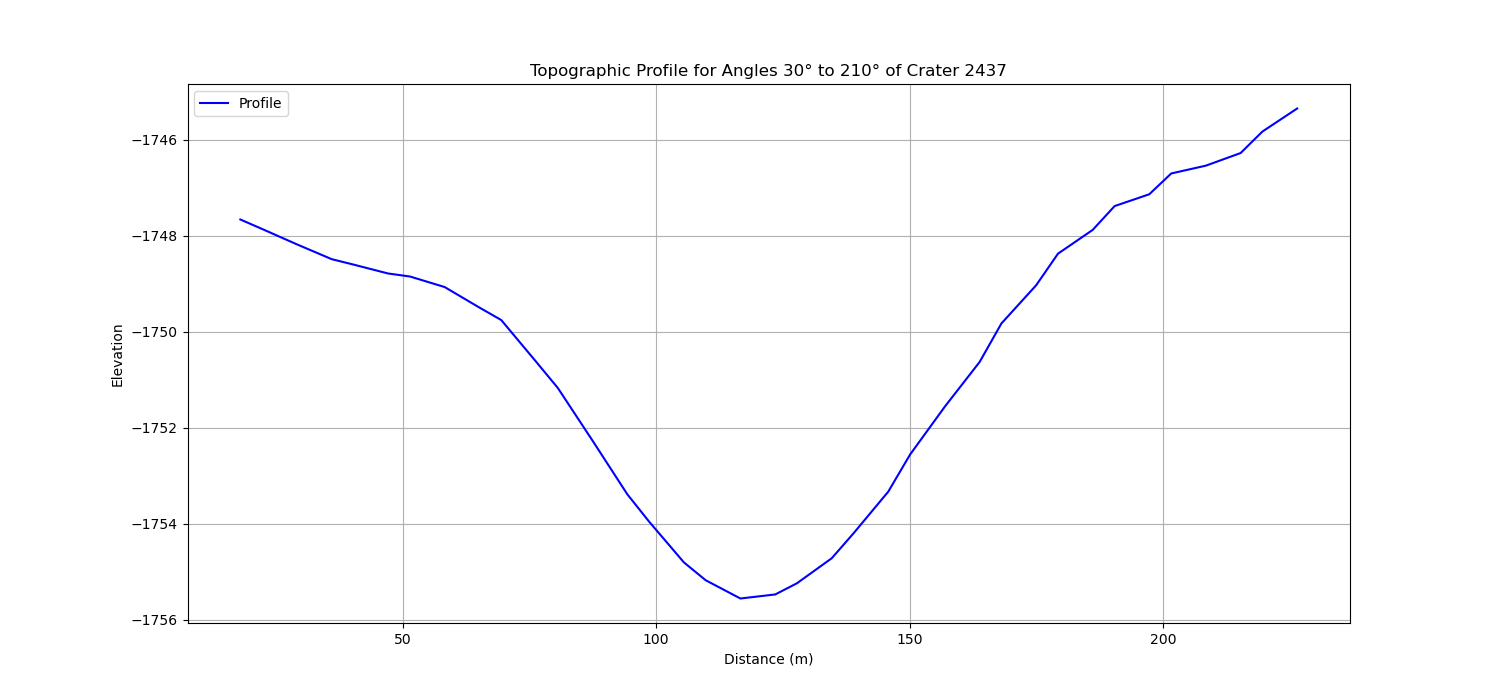 Topographic Profile for Angles 30° to 210° of Crater 2437
Profile
−1746
−1748
−1750
−1752
−1754
−1756
Elevation
50
100
150
200
Distance (m)